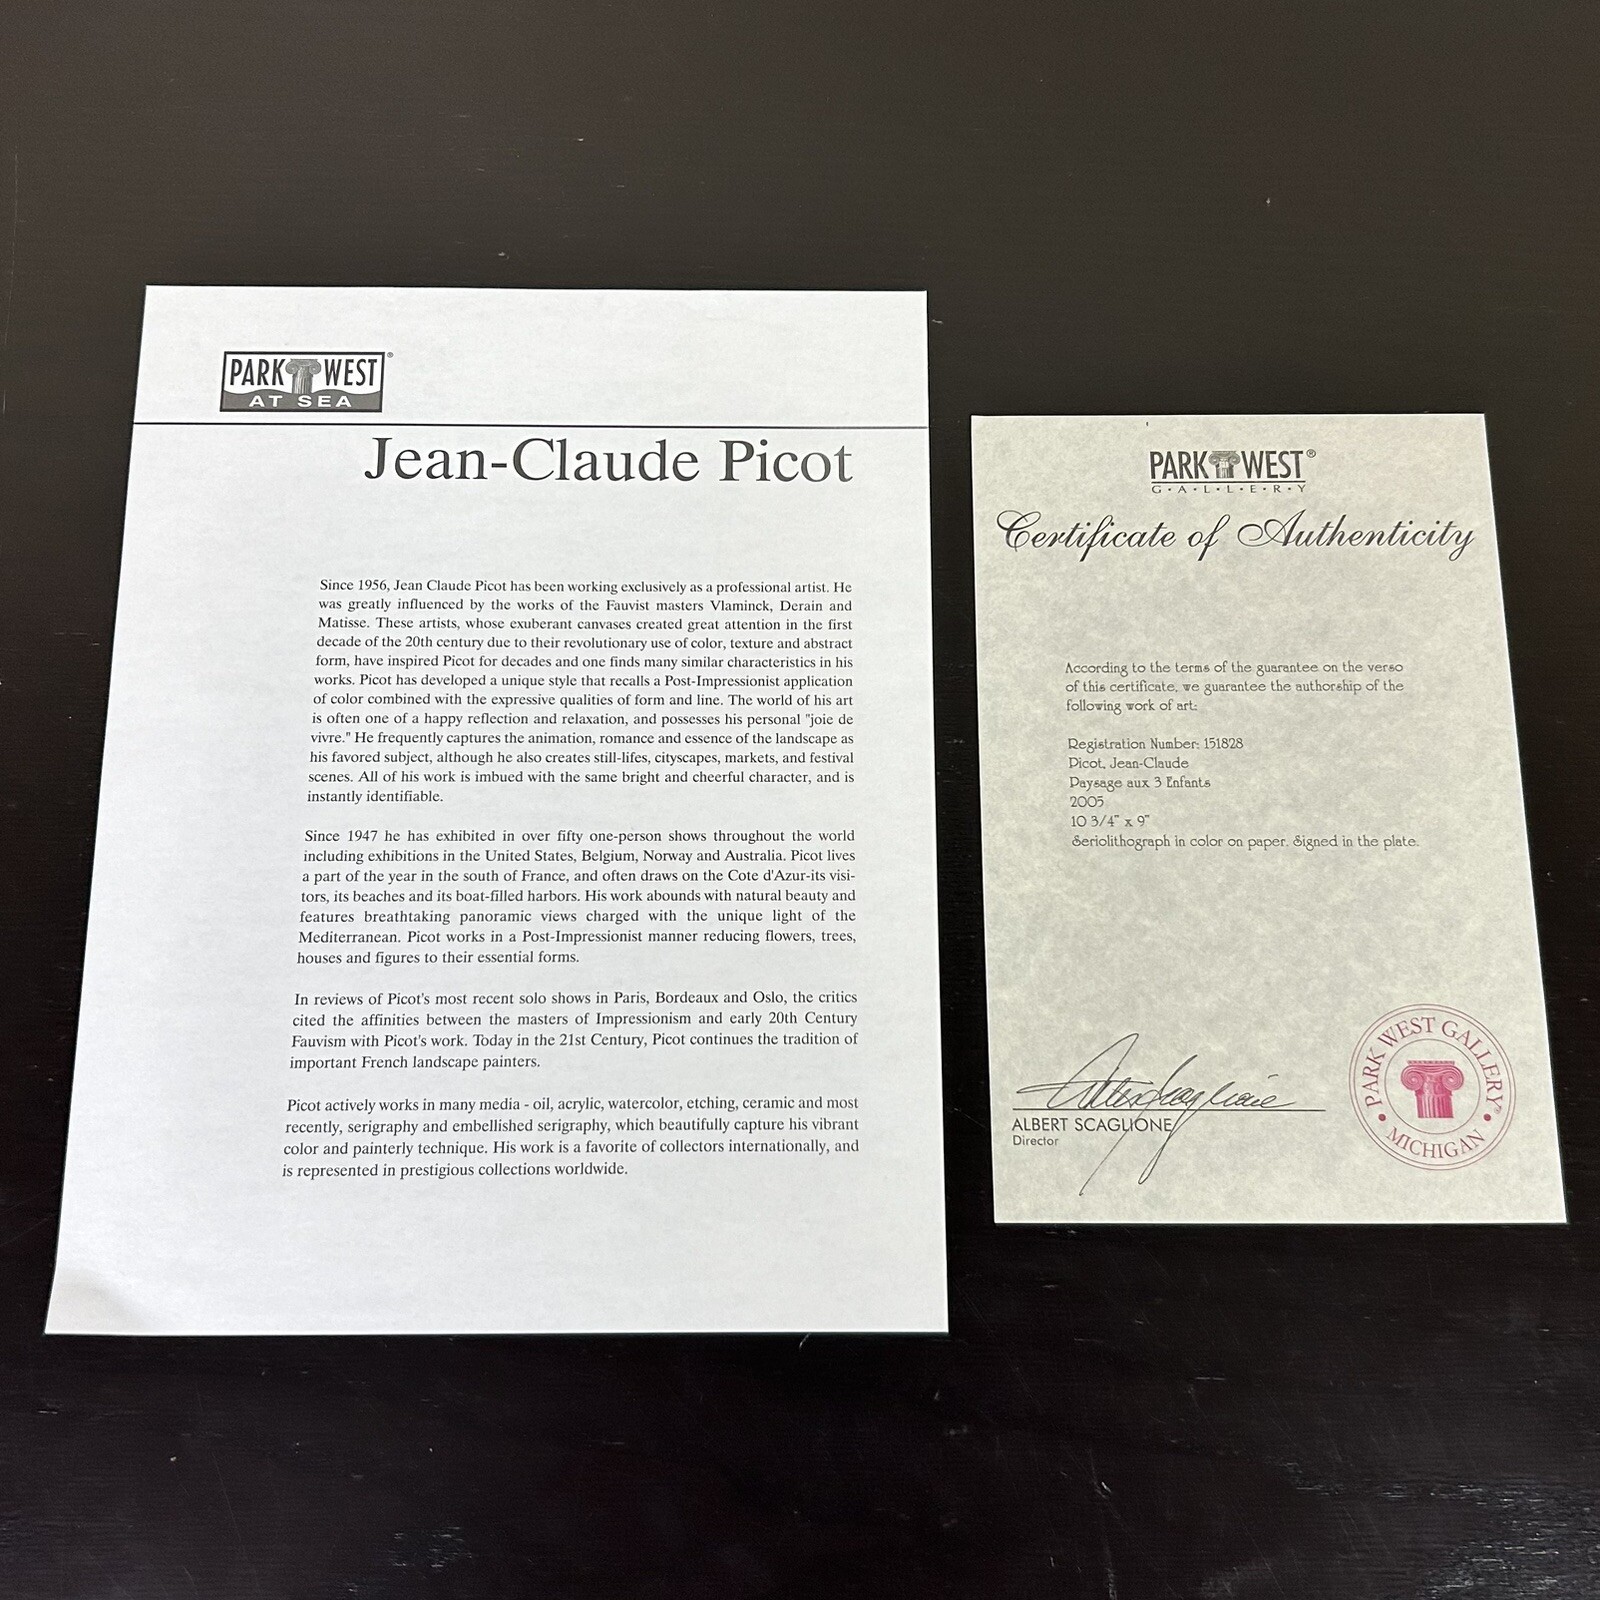 PARK WEST®
AT SEA
Jean-Claude Picot
Since 1956, Jean Claude Picot has been working exclusively as a professional artist. He
was greatly influenced by the works of the Fauvist masters Vlaminck, Derain and
Matisse. These artists, whose exuberant canvases created great attention in the first
decade of the 20th century due to their revolutionary use of color, texture and abstract
form, have inspired Picot for decades and one finds many similar characteristics in his
works. Picot has developed a unique style that recalls a Post-Impressionist application
of color combined with the expressive qualities of form and line. The world of his art
is often one of a happy reflection and relaxation, and possesses his personal "joie de
vivre." He frequently captures the animation, romance and essence of the landscape as
his favored subject, although he also creates still-lifes, cityscapes, markets, and festival
scenes. All of his work is imbued with the same bright and cheerful character, and is
instantly identifiable.
Since 1947 he has exhibited in over fifty one-person shows throughout the world
including exhibitions in the United States, Belgium, Norway and Australia. Picot lives
a part of the year in the south of France, and often draws on the Cote d'Azur-its visi-
tors, its beaches and its boat-filled harbors. His work abounds with natural beauty and
features breathtaking panoramic views charged with the unique light of the
Mediterranean. Picot works in a Post-Impressionist manner reducing flowers, trees,
houses and figures to their essential forms.
In reviews of Picot's most recent solo shows in Paris, Bordeaux and Oslo, the critics
cited the affinities between the masters of Impressionism and early 20th Century
Fauvism with Picot's work. Today in the 21st Century, Picot continues the tradition of
important French landscape painters.
Picot actively works in many media - oil, acrylic, watercolor, etching, ceramic and most
recently, serigraphy and embellished serigraphy, which beautifully capture his vibrant
color and painterly technique. His work is a favorite of collectors internationally, and
is represented in prestigious collections worldwide.
PARK WEST®
G·A·L·L·E·R·Y
Certificate of Authenticity
According to the terms of the guarantee on the verso
of this certificate, we guarantee the authorship of the
following work of art:
Registration Number: 151828
Picot, Jean-Claude
Paysage aux 3 Enfants
2005
10 3/4" x 9"
Seriolithograph in color on paper. Signed in the plate.
Albert Scaglione
ALBERT SCAGLIONE
Director
PARK WEST GALLERY
• MICHIGAN •